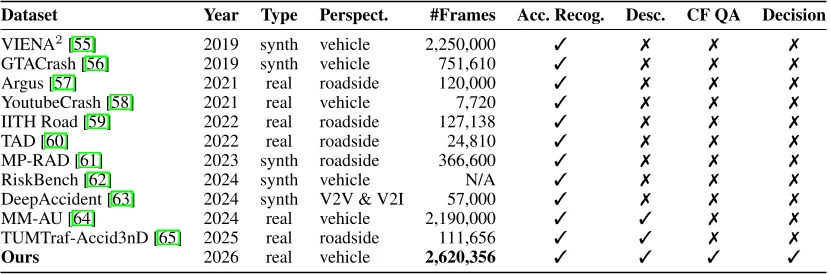 Dataset Year Type Perspect. #Frames Acc. Recog. Desc. CF QA Decision
VIENA² [55] 2019 synth vehicle 2,250,000 ✓ ✗ ✗ ✗
GTACrash [56] 2019 synth vehicle 751,610 ✓ ✗ ✗ ✗
Argus [57] 2021 real roadside 120,000 ✓ ✗ ✗ ✗
YoutubeCrash [58] 2021 real vehicle 7,720 ✓ ✗ ✗ ✗
IITH Road [59] 2022 real roadside 127,138 ✓ ✗ ✗ ✗
TAD [60] 2022 real roadside 24,810 ✓ ✗ ✗ ✗
MP-RAD [61] 2023 synth roadside 366,600 ✓ ✗ ✗ ✗
RiskBench [62] 2024 synth vehicle N/A ✓ ✗ ✗ ✗
DeepAccident [63] 2024 synth V2V & V2I 57,000 ✓ ✗ ✗ ✗
MM-AU [64] 2024 real vehicle 2,190,000 ✓ ✓ ✗ ✗
TUMTraf-Accid3nD [65] 2025 real roadside 111,656 ✓ ✓ ✗ ✗
Ours 2026 real vehicle 2,620,356 ✓ ✓ ✓ ✓